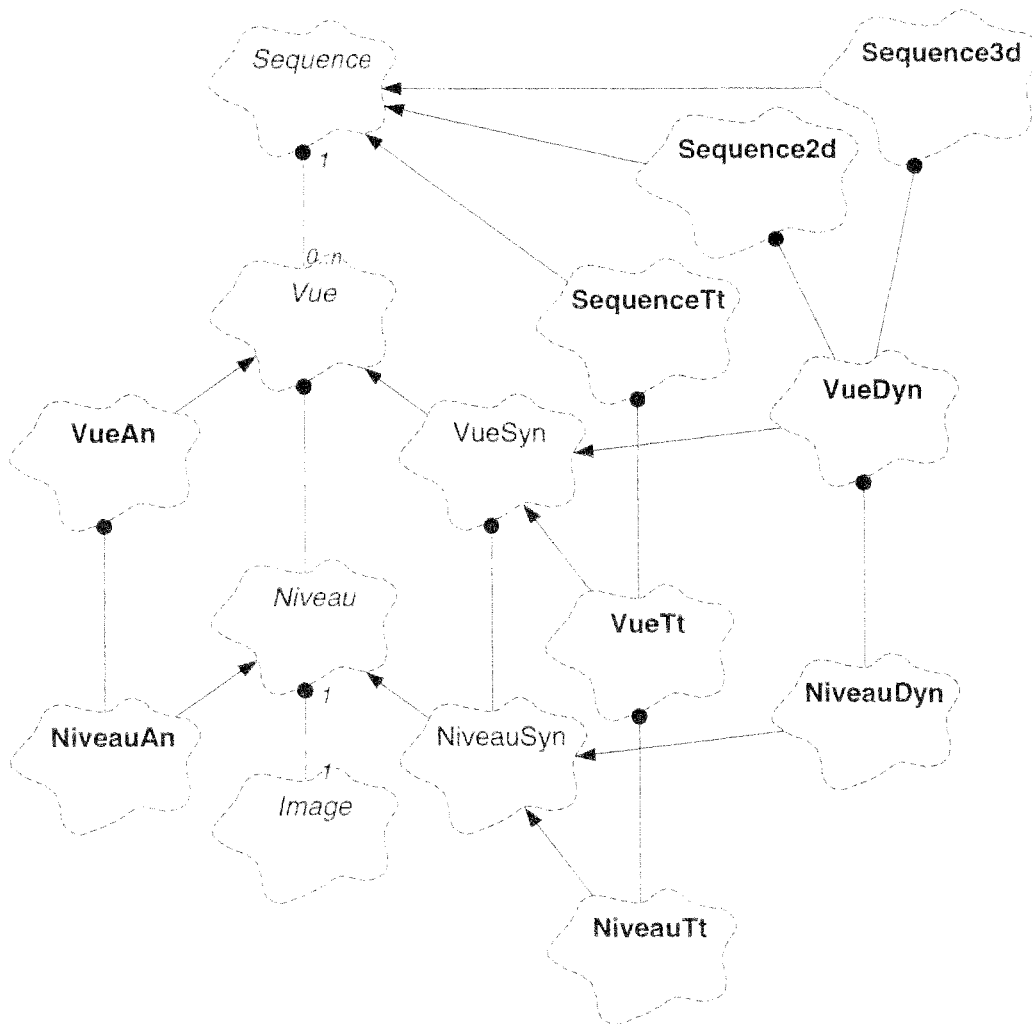 Sequence3d
Sequence
Sequence2d
1
0..n
Vue
SequenceTt
VueDyn
VueAn
VueSyn
Niveau
VueTt
1
NiveauDyn
NiveauAn
NiveauSyn
1
Image
NiveauTt